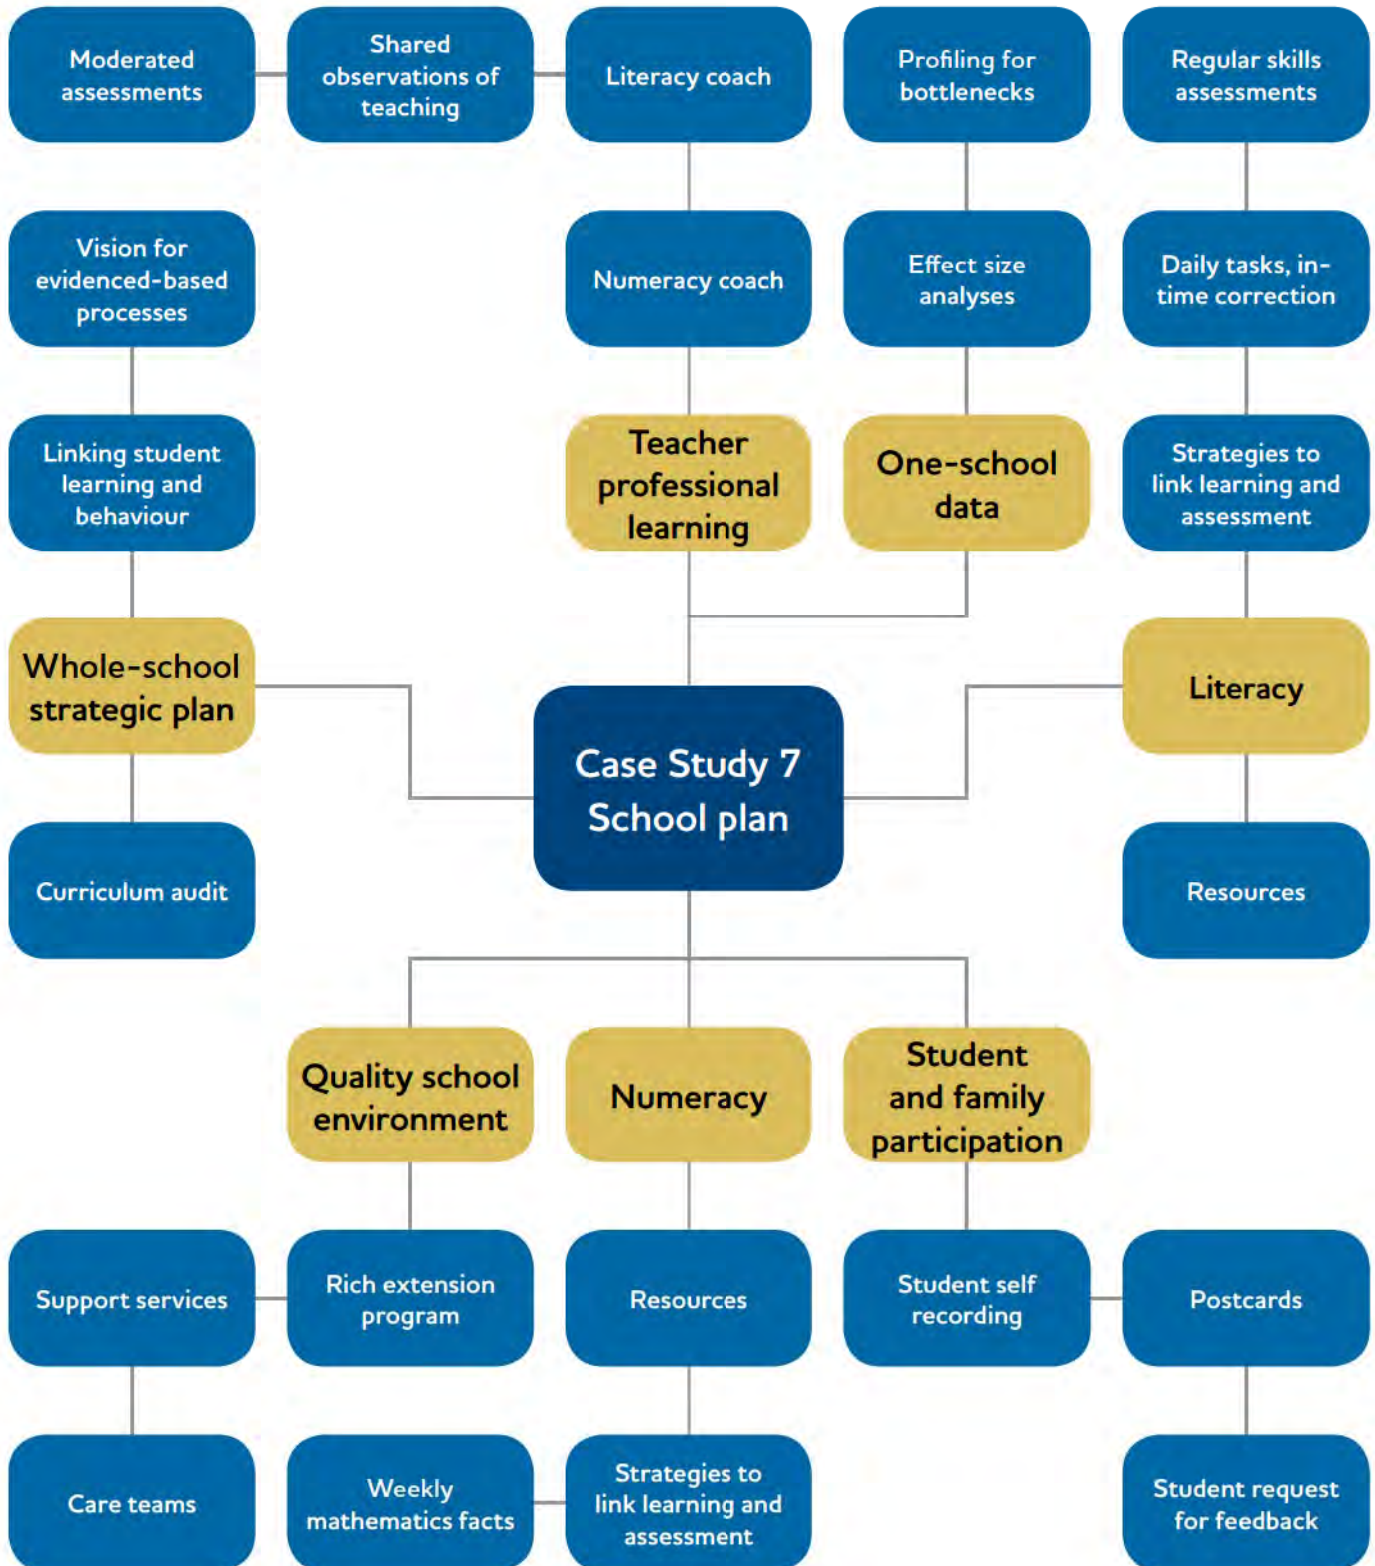 Moderated
assessments
Shared
observations of
teaching
Literacy coach
Profiling for
bottlenecks
Regular skills
assessments
Vision for
evidenced-based
processes
Numeracy coach
Effect size
analyses
Daily tasks, in-
time correction
Linking student
learning and
behaviour
Teacher
professional
learning
One-school
data
Strategies to
link learning and
assessment
Whole-school
strategic plan
Literacy
Case Study 7
School plan
Curriculum audit
Resources
Quality school
environment
Numeracy
Student
and family
participation
Support services
Rich extension
program
Resources
Student self
recording
Postcards
Care teams
Weekly
mathematics facts
Strategies to
link learning and
assessment
Student request
for feedback